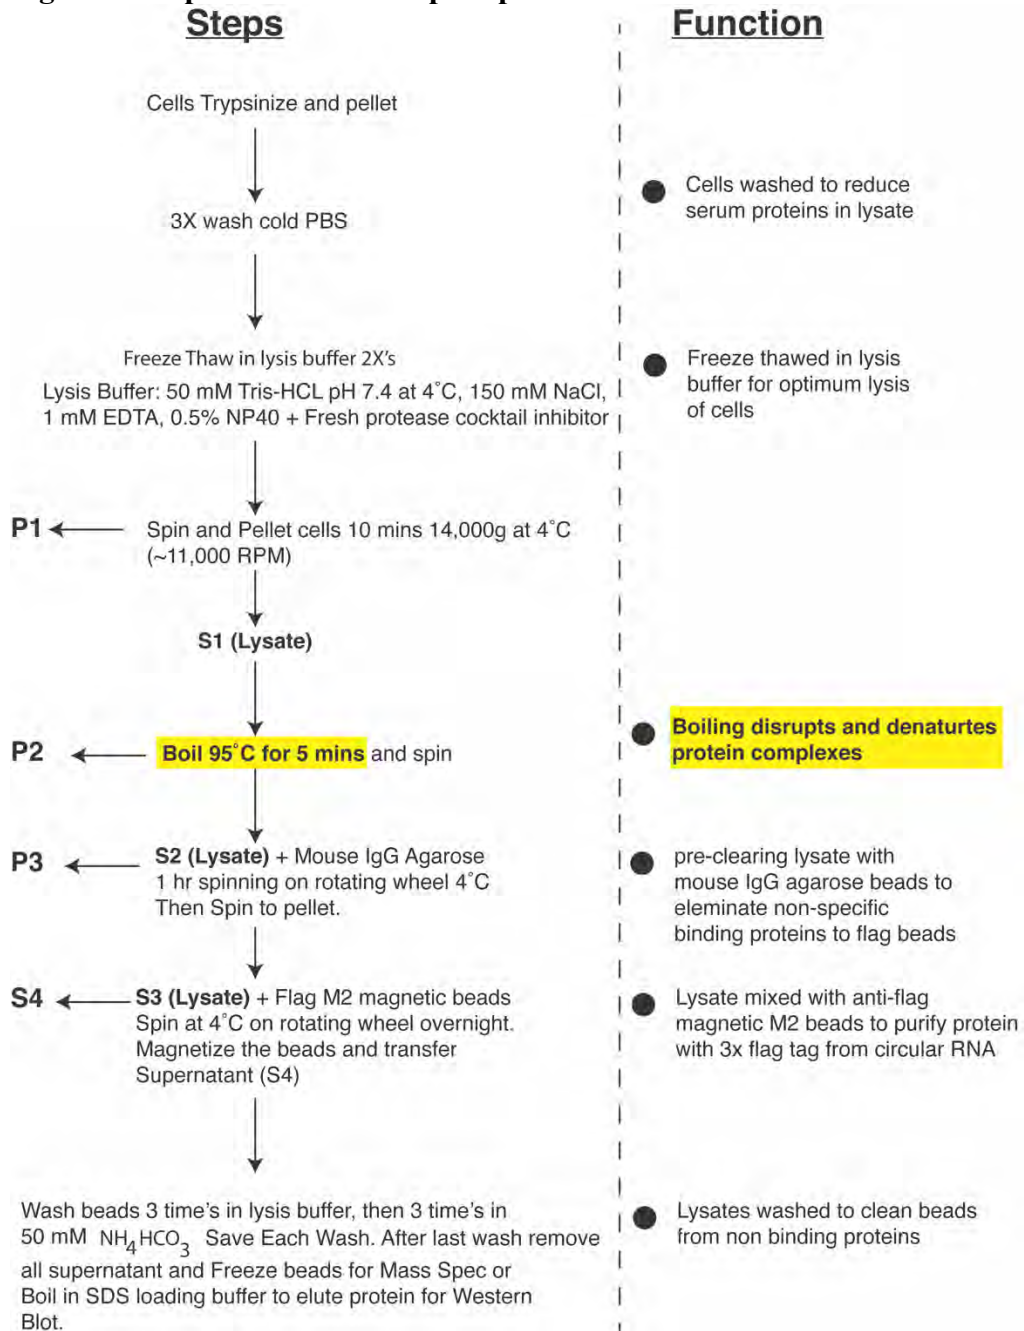 Steps
Function
Cells Trypsinize and pellet
3X wash cold PBS
Cells washed to reduce
serum proteins in lysate
Freeze Thaw in lysis buffer 2X's
Lysis Buffer: 50 mM Tris-HCL pH 7.4 at 4˚C, 150 mM NaCl,
1 mM EDTA, 0.5% NP40 + Fresh protease cocktail inhibitor
Freeze thawed in lysis
buffer for optimum lysis
of cells
P1
Spin and Pellet cells 10 mins 14,000g at 4˚C
(~11,000 RPM)
S1 (Lysate)
P2
Boil 95˚C for 5 mins and spin
Boiling disrupts and denaturtes
protein complexes
P3
S2 (Lysate) + Mouse IgG Agarose
1 hr spinning on rotating wheel 4˚C
Then Spin to pellet.
pre-clearing lysate with
mouse IgG agarose beads to
eleminate non-specific
binding proteins to flag beads
S4
S3 (Lysate) + Flag M2 magnetic beads
Spin at 4˚C on rotating wheel overnight.
Magnetize the beads and transfer
Supernatant (S4)
Lysate mixed with anti-flag
magnetic M2 beads to purify protein
with 3x flag tag from circular RNA
Wash beads 3 time's in lysis buffer, then 3 time's in
50 mM NH4HCO3 Save Each Wash. After last wash remove
all supernatant and Freeze beads for Mass Spec or
Boil in SDS loading buffer to elute protein for Western
Blot.
Lysates washed to clean beads
from non binding proteins